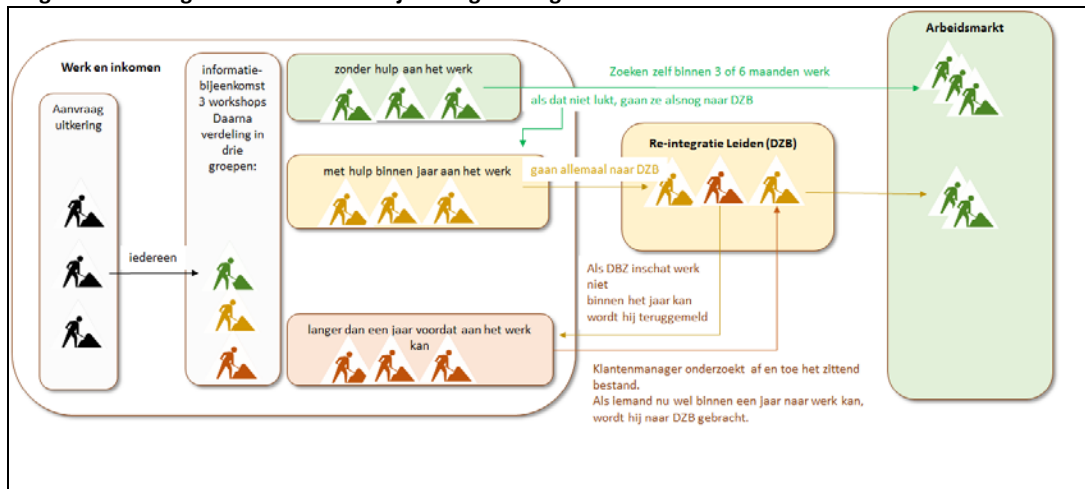 Werk en inkomen
Aanvraag
uitkering
iedereen
informatie-
bijeenkomst
3 workshops
Daarna
verdeling in
drie
groepen:
zonder hulp aan het werk
met hulp binnen jaar aan het werk
langer dan een jaar voordat aan het werk
kan
Zoeken zelf binnen 3 of 6 maanden werk
als dat niet lukt, gaan ze alsnog naar DZB
gaan allemaal naar DZB
Re-integratie Leiden (DZB)
Als DBZ inschat werk
niet
binnen het jaar kan
wordt hij teruggemeld
Klantenmanager onderzoekt af en toe het zittend
bestand.
Als iemand nu wel binnen een jaar naar werk kan,
wordt hij naar DZB gebracht.
Arbeidsmarkt